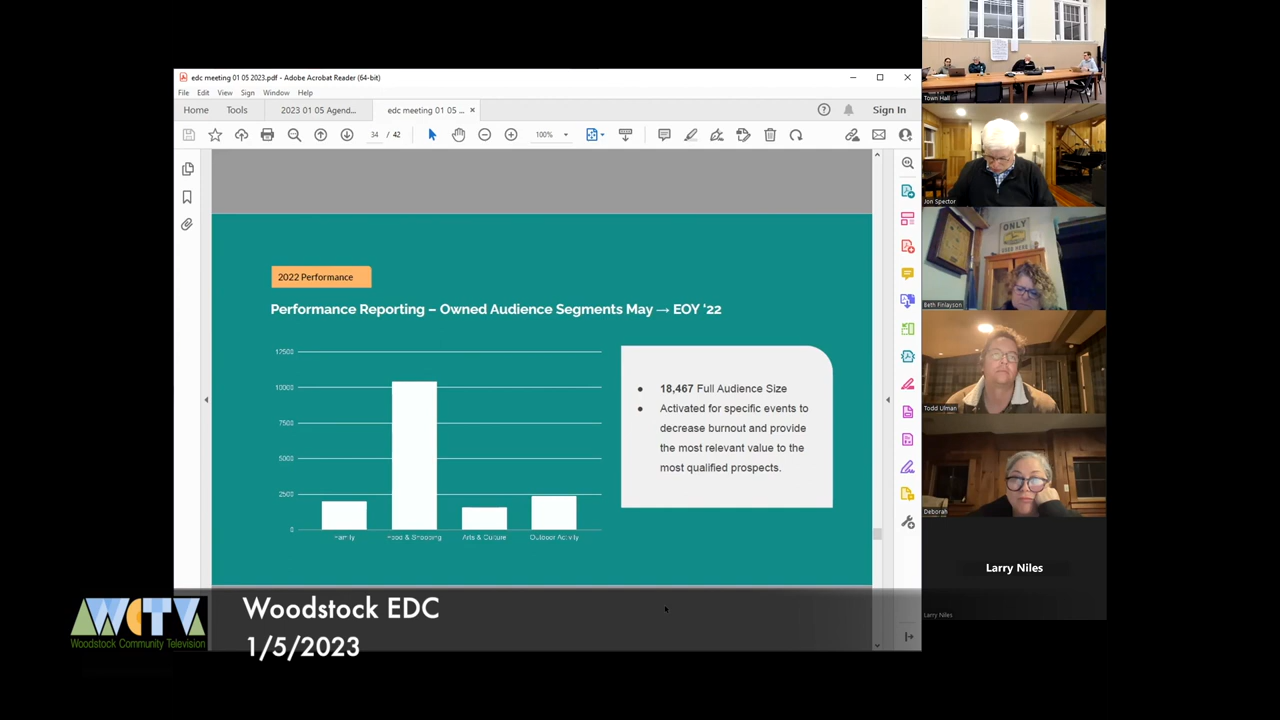 edc meeting 01 05 2023.pdf - Adobe Acrobat Reader (64-bit)
File Edit View Sign Window Help
Home Tools 2023 01 05 Agend... edc meeting 01 05 ... Sign In
34 / 42 100%
2022 Performance
Performance Reporting – Owned Audience Segments May → EOY '22
12500
10000
7500
5000
2500
0
Family Food & Shopping Arts & Culture Outdoor Activity
18,467 Full Audience Size
Activated for specific events to
decrease burnout and provide
the most relevant value to the
most qualified prospects.
Town Hall
Jon Spector
ONLY
Beth Finlayson
Todd Ulman
Deborah
Larry Niles
Larry Niles
WCTV
Woodstock Community Television
Woodstock EDC
1/5/2023